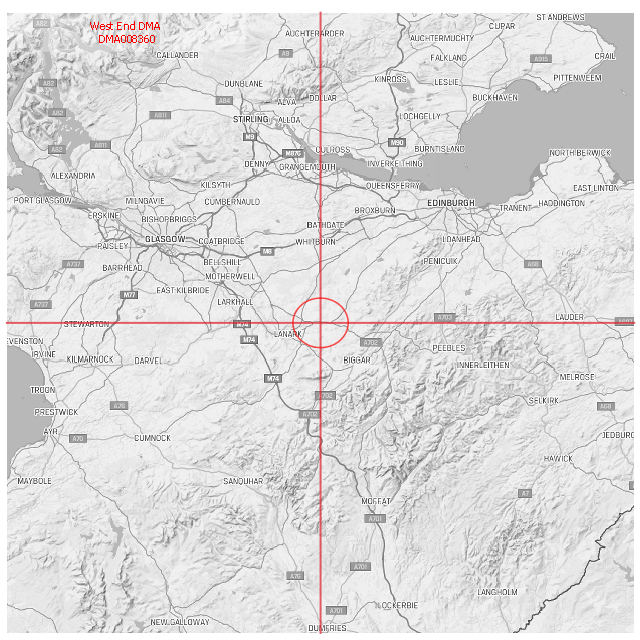 West End DMA
DMA008360
ST ANDREWS
A82
CUPAR
AUCHTERARDER
AUCHTERMUCHTY
CALLANDER
A9
FALKLAND
A915
CRAIL
KINROSS
LESLIE
PITTENWEEM
A82
DUNBLANE
DOLLAR
BUCKHAVEN
A84
ALVA
A82
A811
STIRLING
ALLOA
LOCHGELLY
M9
M90
A82
A811
CULROSS
BURNTISLAND
M876
NORTH BERWICK
DENNY
GRANGEMOUTH
INVERKEITHING
ALEXANDRIA
KILSYTH
QUEENSFERRY
EAST LINTON
PORT GLASGOW
MILNGAVIE
CUMBERNAULD
EDINBURGH
HADDINGTON
TRANENT
ERSKINE
BISHOPBRIGGS
BROXBURN
BATHGATE
GLASGOW
COATBRIDGE
WHITBURN
LOANHEAD
PAISLEY
M8
A737
BARRHEAD
BELLSHILL
PENICUIK
A68
MOTHERWELL
M77
EAST KILBRIDE
LARKHALL
A737
A703
LAUDER
STEWARTON
M74
A697
LANARK
EVENSTON
M74
A702
PEEBLES
IRVINE
KILMARNOCK
DARVEL
BIGGAR
INNERLEITHEN
M74
MELROSE
TROON
A702
SELKIRK
A76
A68
PRESTWICK
A702
AYR
A70
CUMNOCK
JEDBURG
HAWICK
MAYBOLE
SANQUHAR
A7
MOFFAT
A701
A701
A76
LANGHOLM
A701
LOCKERBIE
NEW GALLOWAY
DUMFRIES